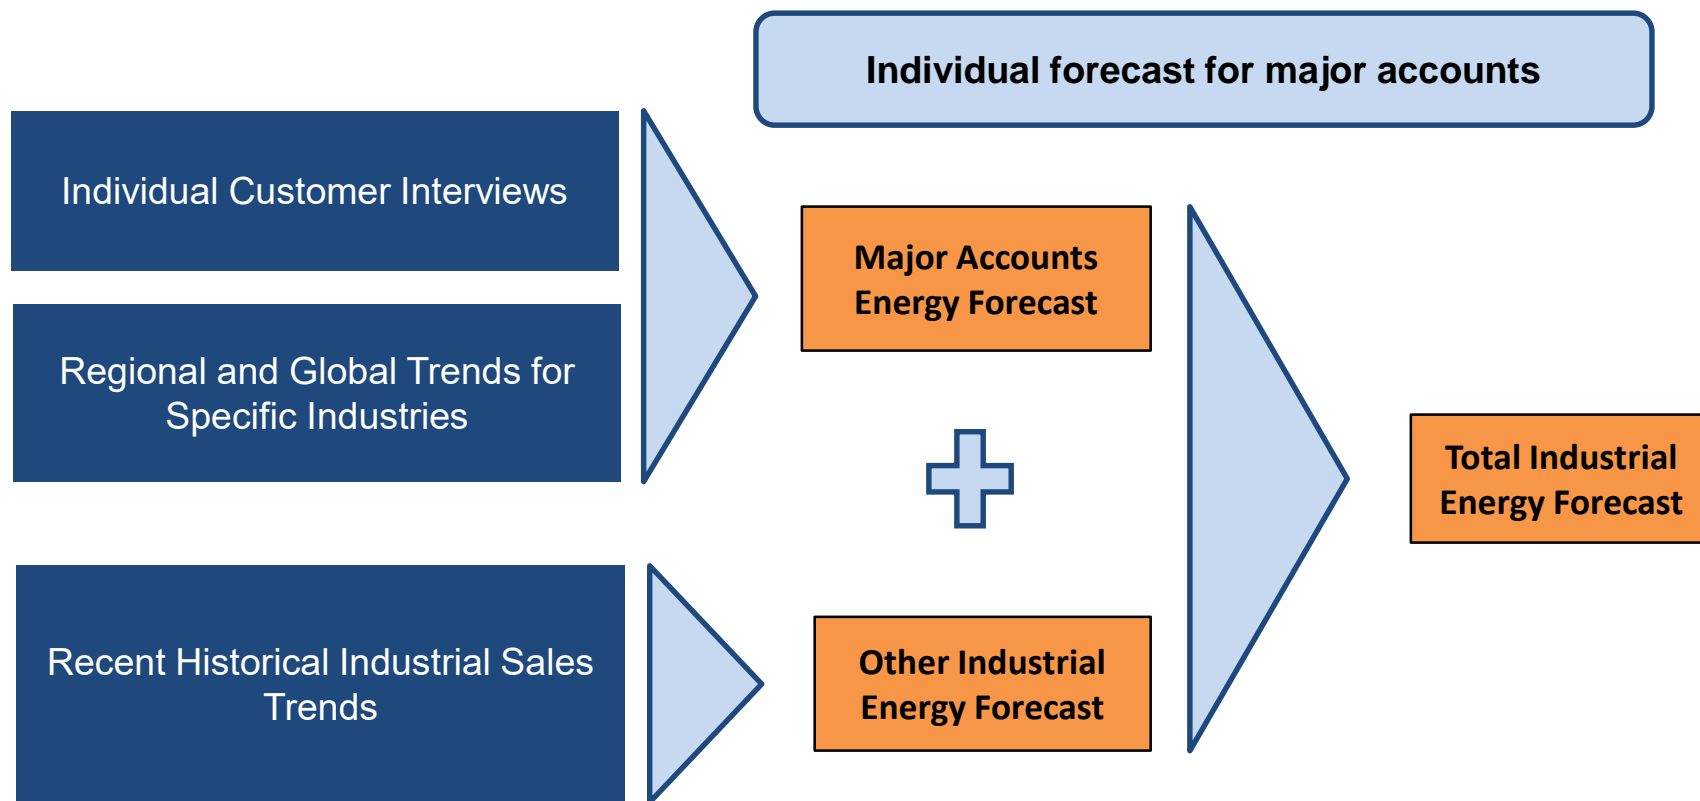 Individual forecast for major accounts
Individual Customer Interviews
Regional and Global Trends for
Specific Industries
Recent Historical Industrial Sales
Trends
Major Accounts
Energy Forecast
Other Industrial
Energy Forecast
Total Industrial
Energy Forecast